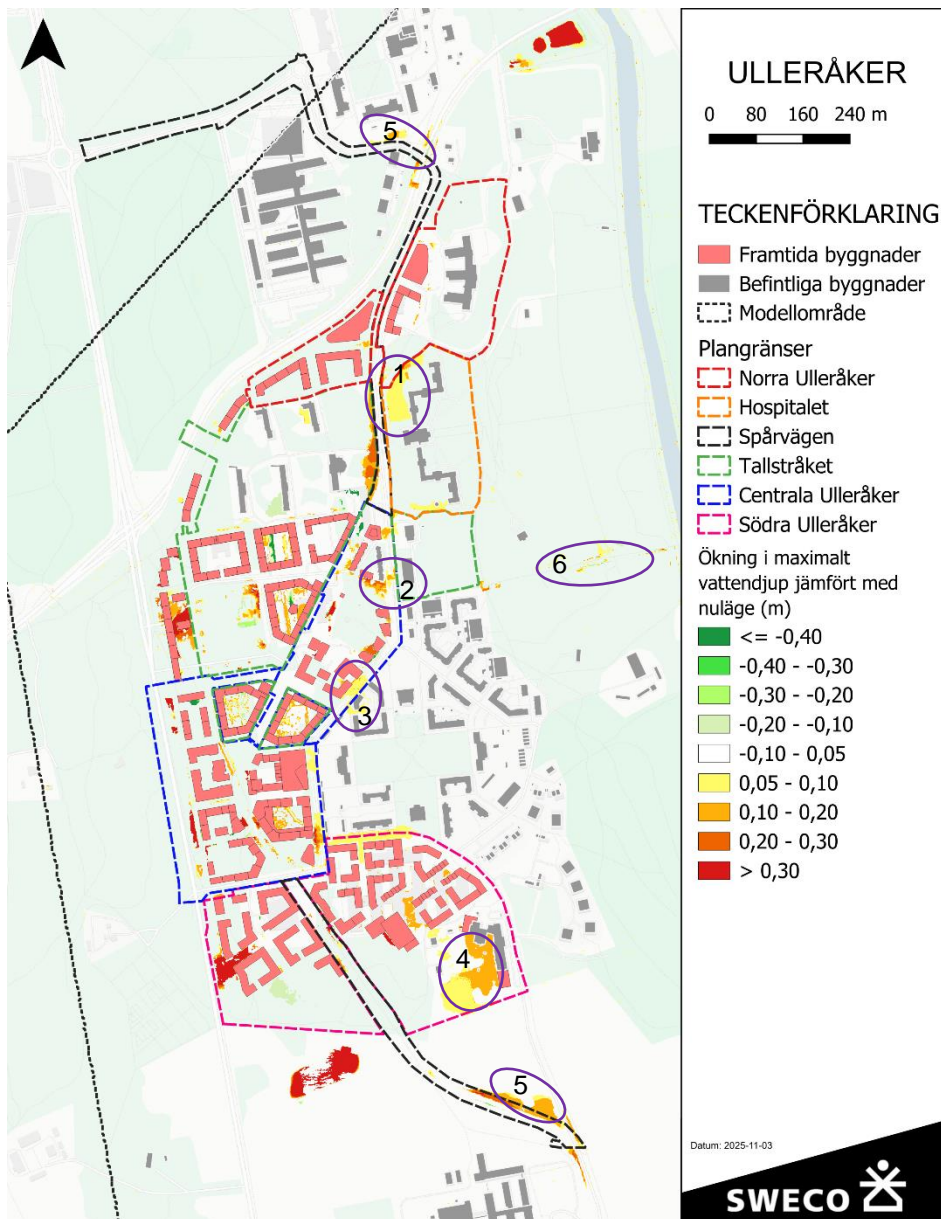 ULLERÅKER
0 80 160 240 m
TECKENFÖRKLARING
Framtida byggnader
Befintliga byggnader
Modellområde
Plangränser
Norra Ulleråker
Hospitalet
Spårvägen
Tallstråket
Centrala Ulleråker
Södra Ulleråker
Ökning i maximalt
vattendjup jämfört med
nuläge (m)
<= -0,40
-0,40 - -0,30
-0,30 - -0,20
-0,20 - -0,10
-0,10 - 0,05
0,05 - 0,10
0,10 - 0,20
0,20 - 0,30
> 0,30
Datum: 2025-11-03
SWECO
5
1
6
2
3
4
5